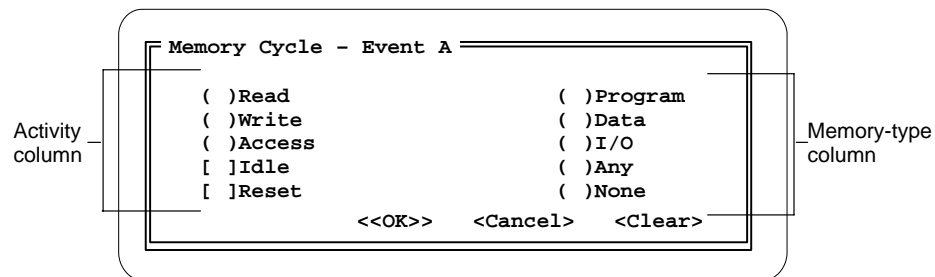 Memory Cycle – Event A
Activity column
( )Read ( )Program
( )Write ( )Data
( )Access ( )I/O
[ ]Idle ( )Any
[ ]Reset ( )None
Memory-type column
<<OK>> <Cancel> <Clear>